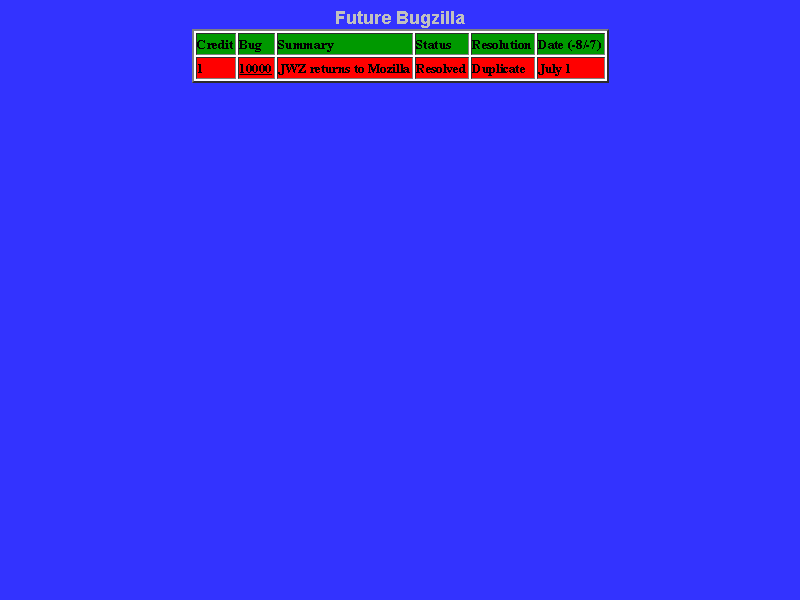 Future Bugzilla
Credit Bug Summary Status Resolution Date (-8/-7)
1 10000 JWZ returns to Mozilla Resolved Duplicate July 1